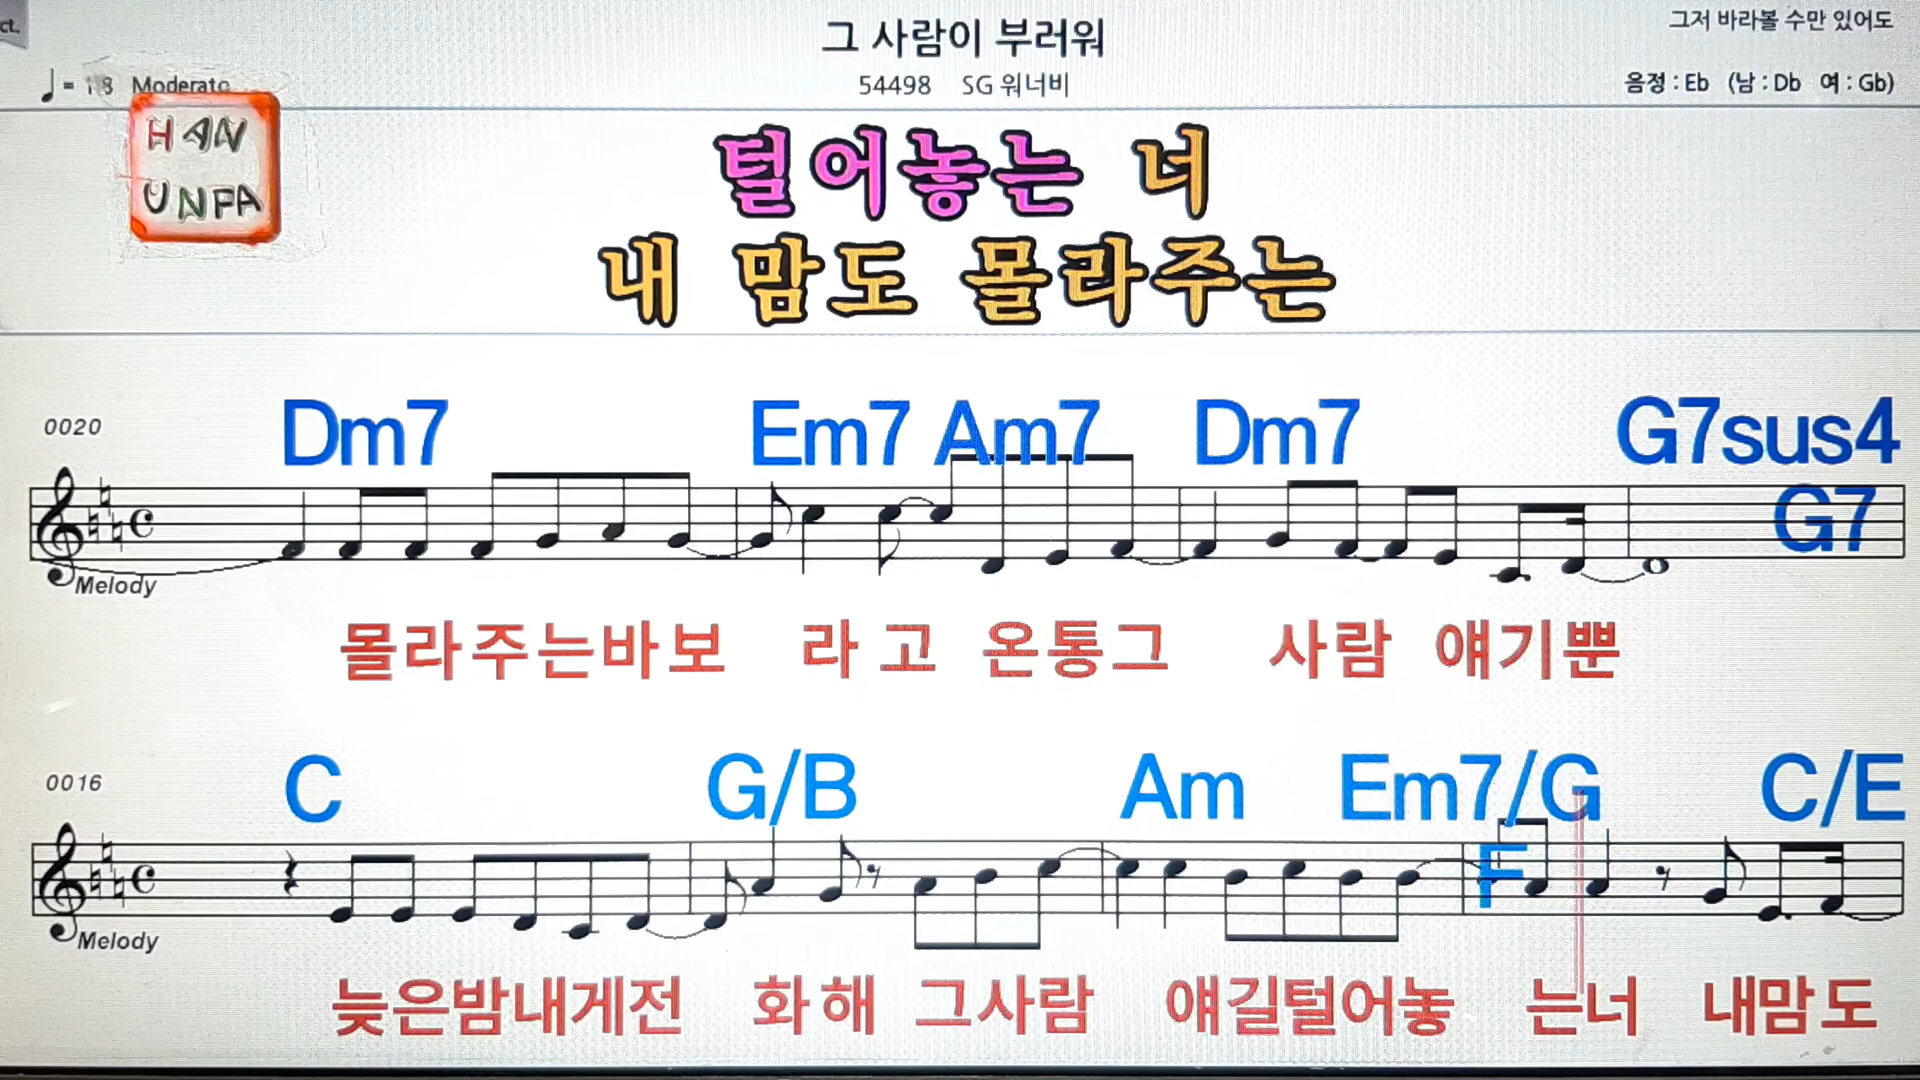 ct.
그 사람이 부러워
그저 바라볼 수만 있어도
Moderato
54498 SG 워너비
음정 : Eb (남 : Db 여 : Gb)
HAN
UNPA
털어놓는 너
내 맘도 몰라주는
0020
Dm7 Em7 Am7 Dm7 G7sus4
G7
Melody
몰라주는바보 라고 온통그 사람 얘기뿐
0016
C G/B Am Em7/G C/E
F
Melody
늦은밤내게전 화해 그사람 얘길털어놓 는너 내맘도